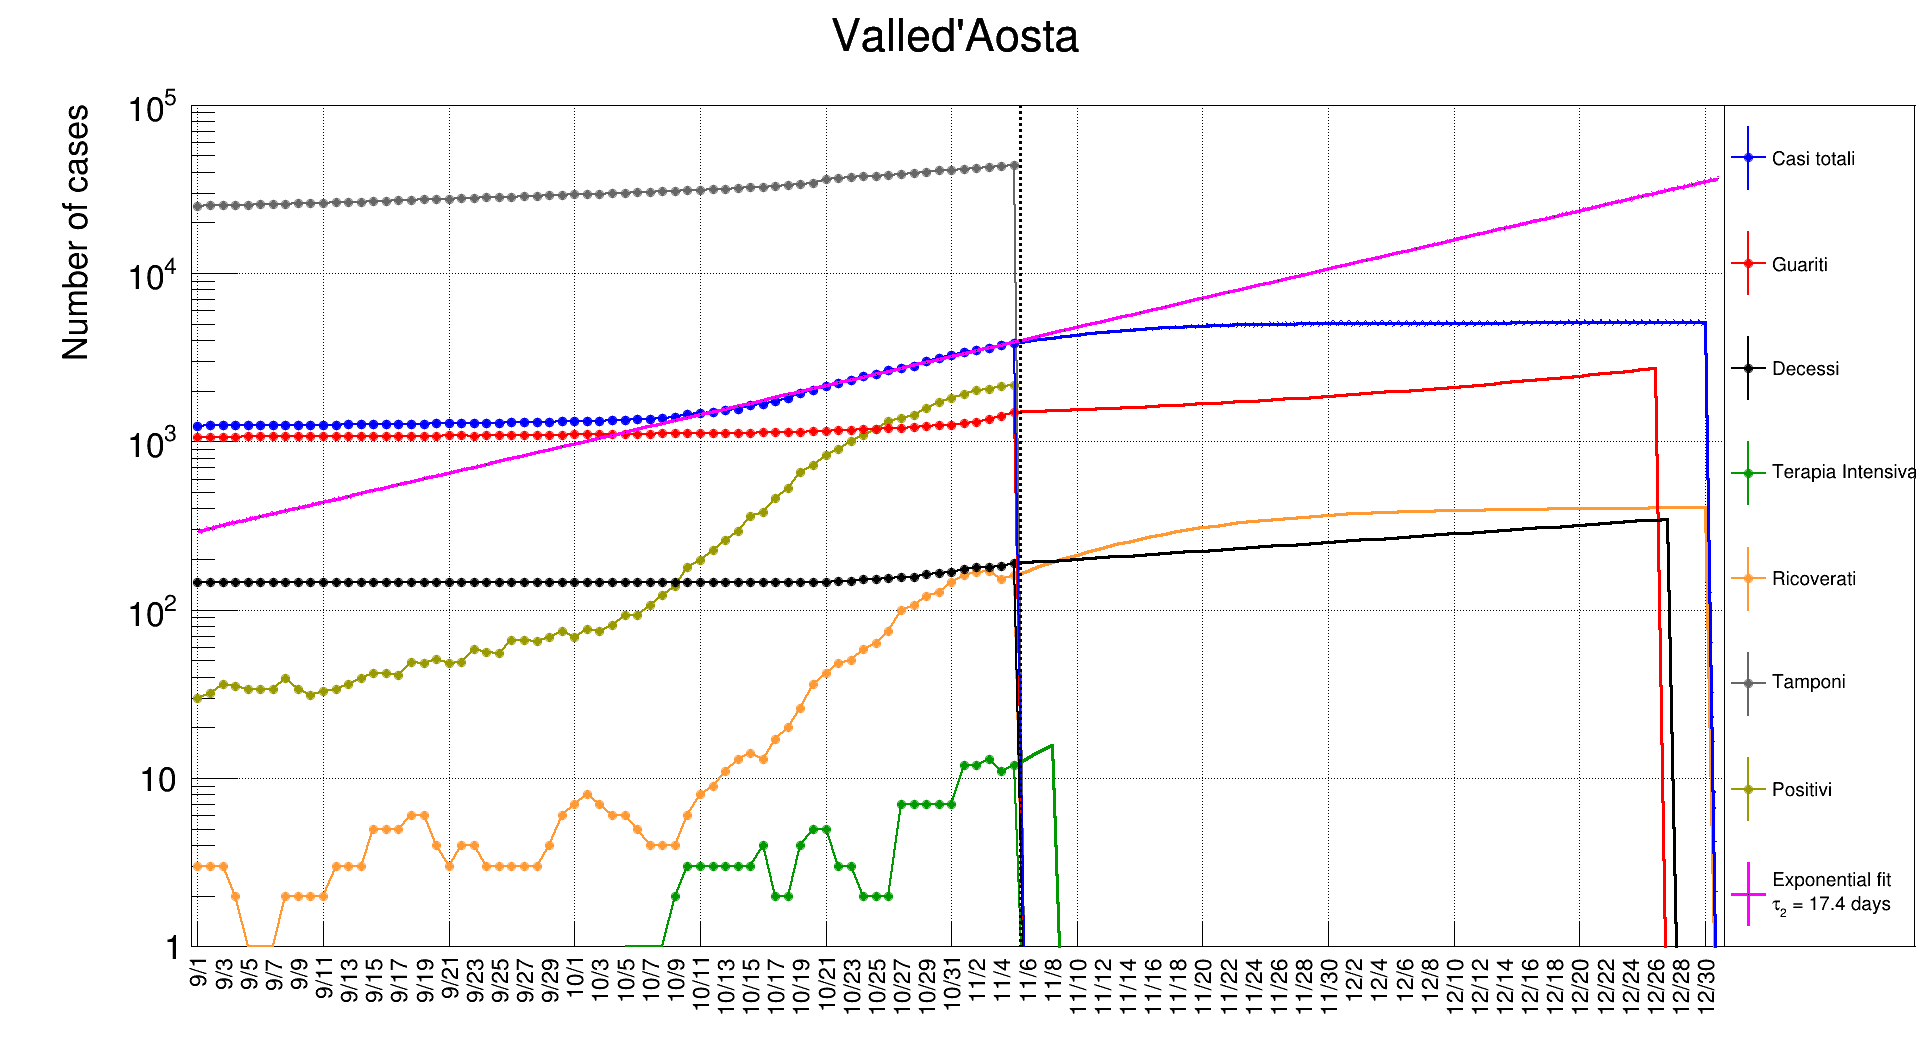 Valled'Aosta
Number of cases
10^5
10^4
10^3
10^2
10
1
9/1 9/3 9/5 9/7 9/9 9/11 9/13 9/15 9/17 9/19 9/21 9/23 9/25 9/27 9/29 10/1 10/3 10/5 10/7 10/9 10/11 10/13 10/15 10/17 10/19 10/21 10/23 10/25 10/27 10/29 10/31 11/2 11/4 11/6 11/8 11/10 11/12 11/14 11/16 11/18 11/20 11/22 11/24 11/26 11/28 11/30 12/2 12/4 12/6 12/8 12/10 12/12 12/14 12/16 12/18 12/20 12/22 12/24 12/26 12/28 12/30
Casi totali
Guariti
Decessi
Terapia Intensiva
Ricoverati
Tamponi
Positivi
Exponential fit
τ₂ = 17.4 days